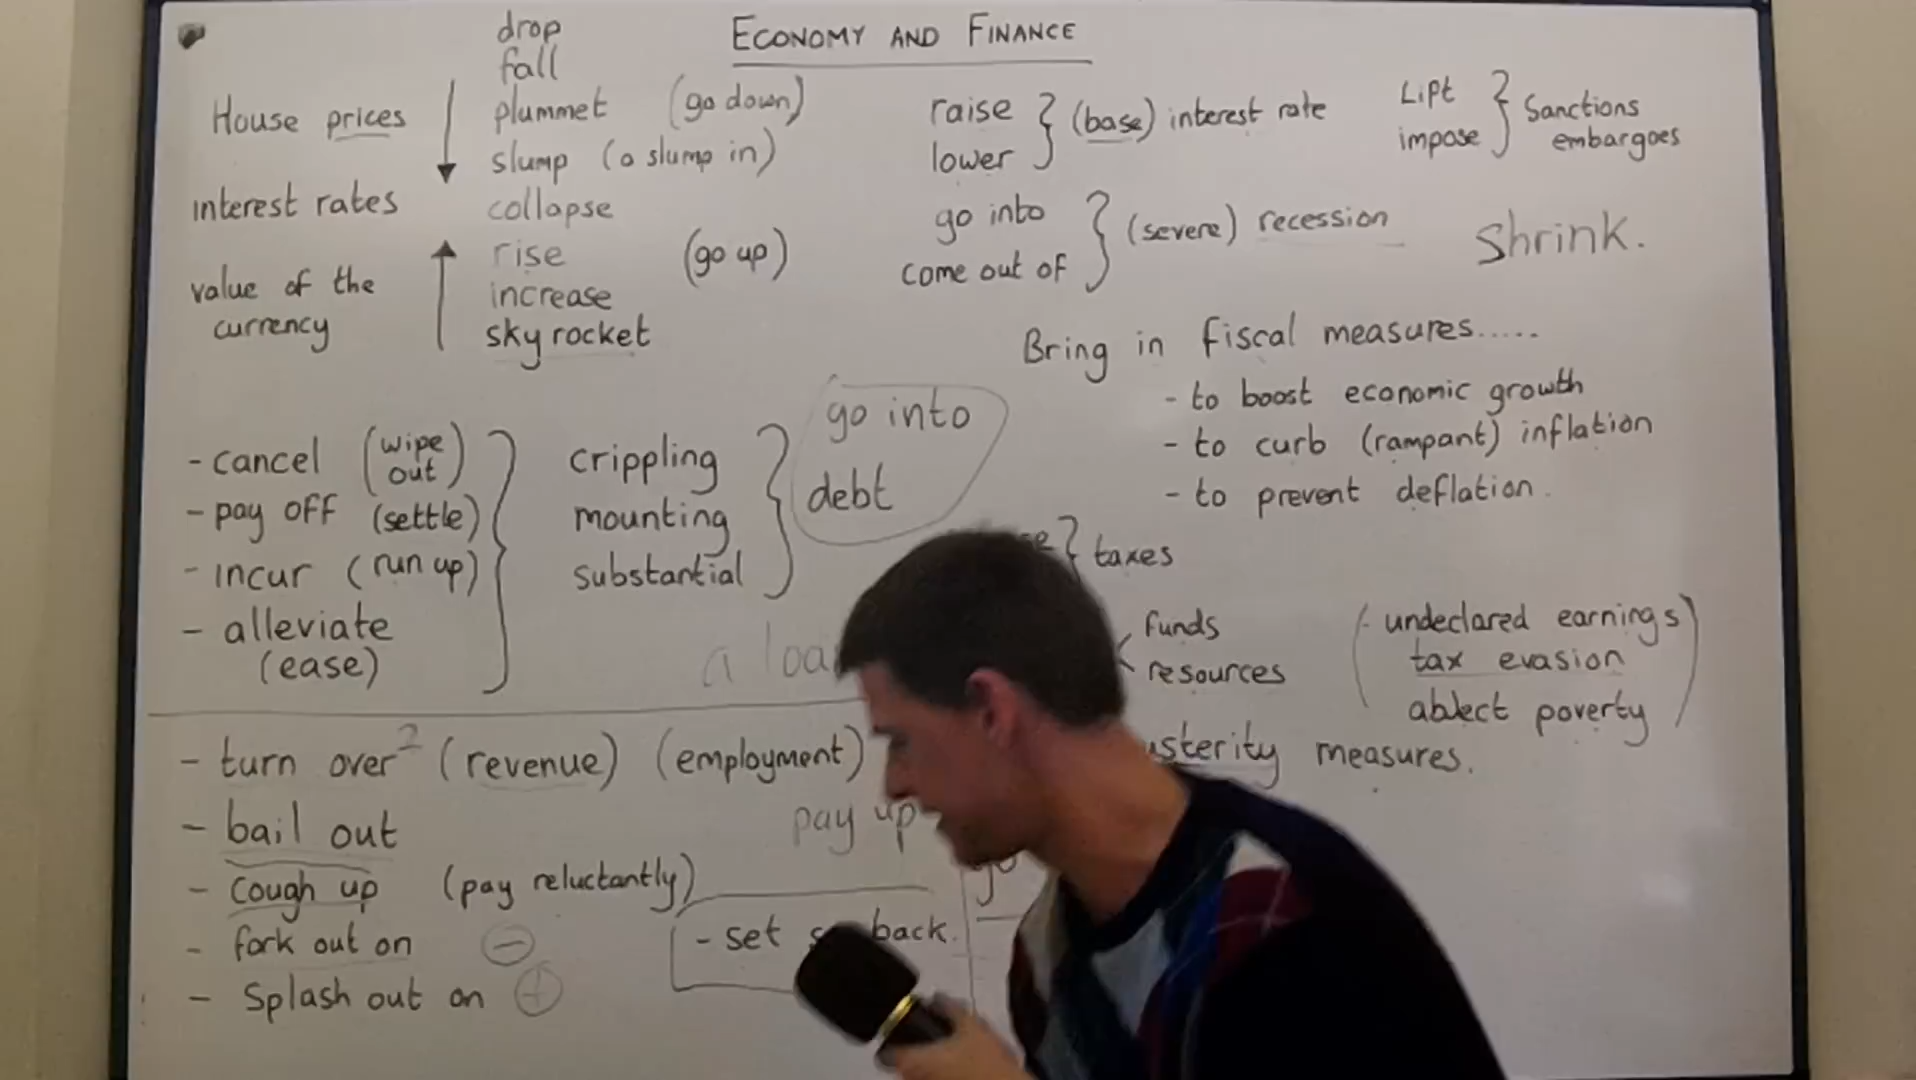 ECONOMY AND FINANCE
House prices
interest rates
value of the
currency
drop
fall
plummet (go down)
slump (a slump in)
collapse
rise (go up)
increase
sky rocket
raise
lower
(base) interest rate
Lift
impose
Sanctions
embargoes
go into
come out of
(severe) recession
Shrink.
Bring in fiscal measures.....
- to boost economic growth
- to curb (rampant) inflation
- to prevent deflation.
- cancel (wipe out)
- pay off (settle)
- incur (run up)
- alleviate
(ease)
crippling
mounting
substantial
go into
debt
a
taxes
funds
resources
undeclared earnings
tax evasion
abject poverty
measures.
- turn over 2 (revenue) (employment)
- bail out
pay up
- cough up (pay reluctantly)
- fork out on -
- Splash out on +
- set back.